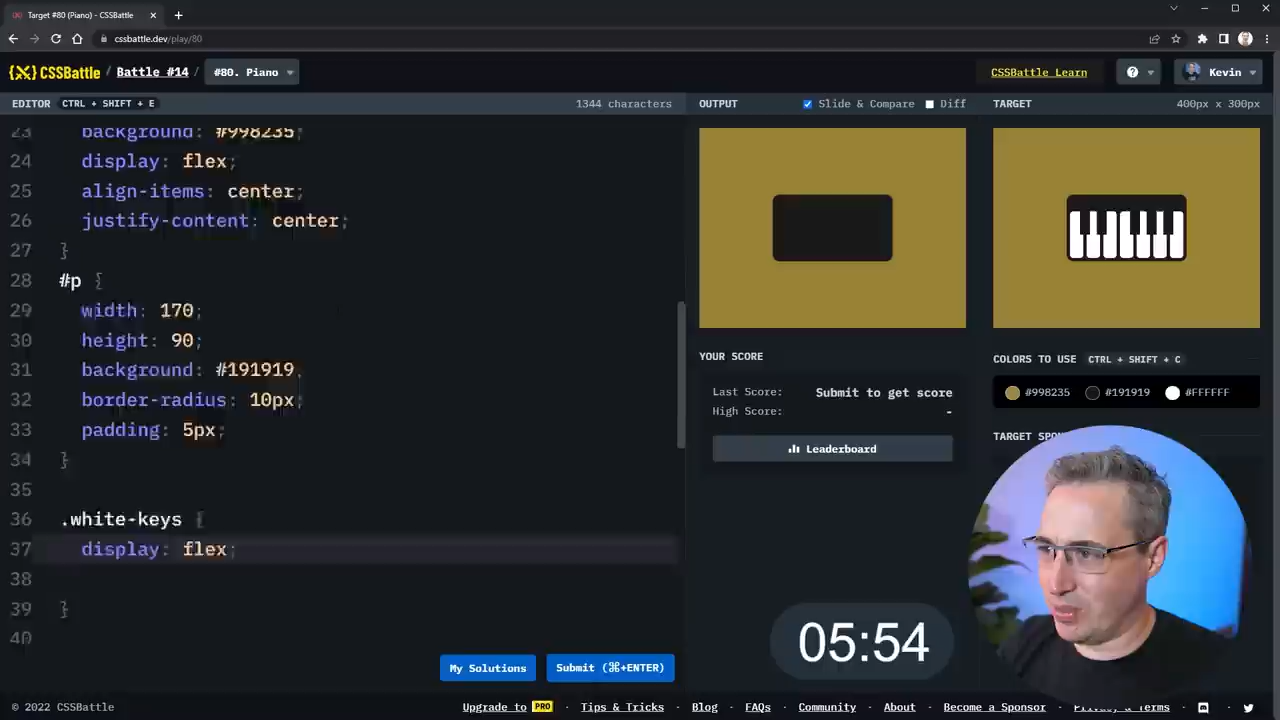 Target #80 (Piano) - CSSBattle
cssbattle.dev/play/80
{X} CSSBattle / Battle #14 / #80. Piano
CSSBattle Learn
?
Kevin
EDITOR CTRL + SHIFT + E 1344 characters
OUTPUT Slide & Compare Diff
TARGET 400px x 300px
23 background: #998235;
24 display: flex;
25 align-items: center;
26 justify-content: center;
27 }
28 #p {
29 width: 170;
30 height: 90;
31 background: #191919;
32 border-radius: 10px;
33 padding: 5px;
34 }
35
36 .white-keys {
37 display: flex;
38
39 }
40
YOUR SCORE
Last Score: Submit to get score
High Score: -
Leaderboard
COLORS TO USE CTRL + SHIFT + C
#998235 #191919 #FFFFFF
TARGET SPON
05:54
My Solutions
Submit (⌘+ENTER)
© 2022 CSSBattle
Upgrade to PRO · Tips & Tricks · Blog · FAQs · Community · About · Become a Sponsor · Privacy & Terms